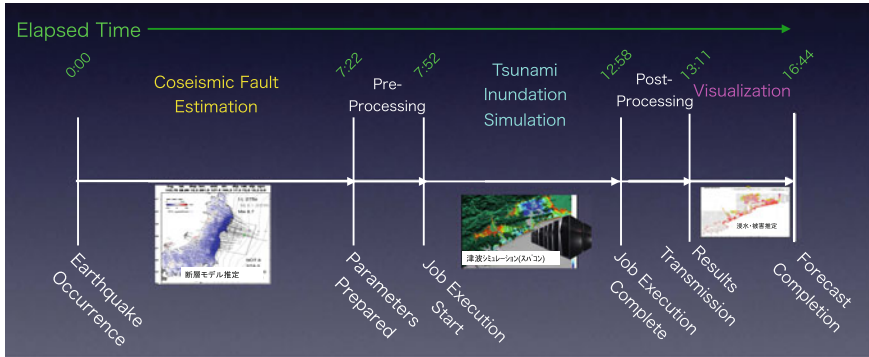 Elapsed Time
0:00
7:22
7:52
12:58
13:11
16:44
Coseismic Fault
Estimation
Pre-
Processing
Tsunami
Inundation
Simulation
Post-
Processing
Visualization
断層モデル推定
津波シミュレーション(スパコン)
浸水・被害推定
Earthquake
Occurrence
Parameters
Prepared
Job Execution
Start
Job Execution
Complete
Results
Transmission
Forecast
Completion